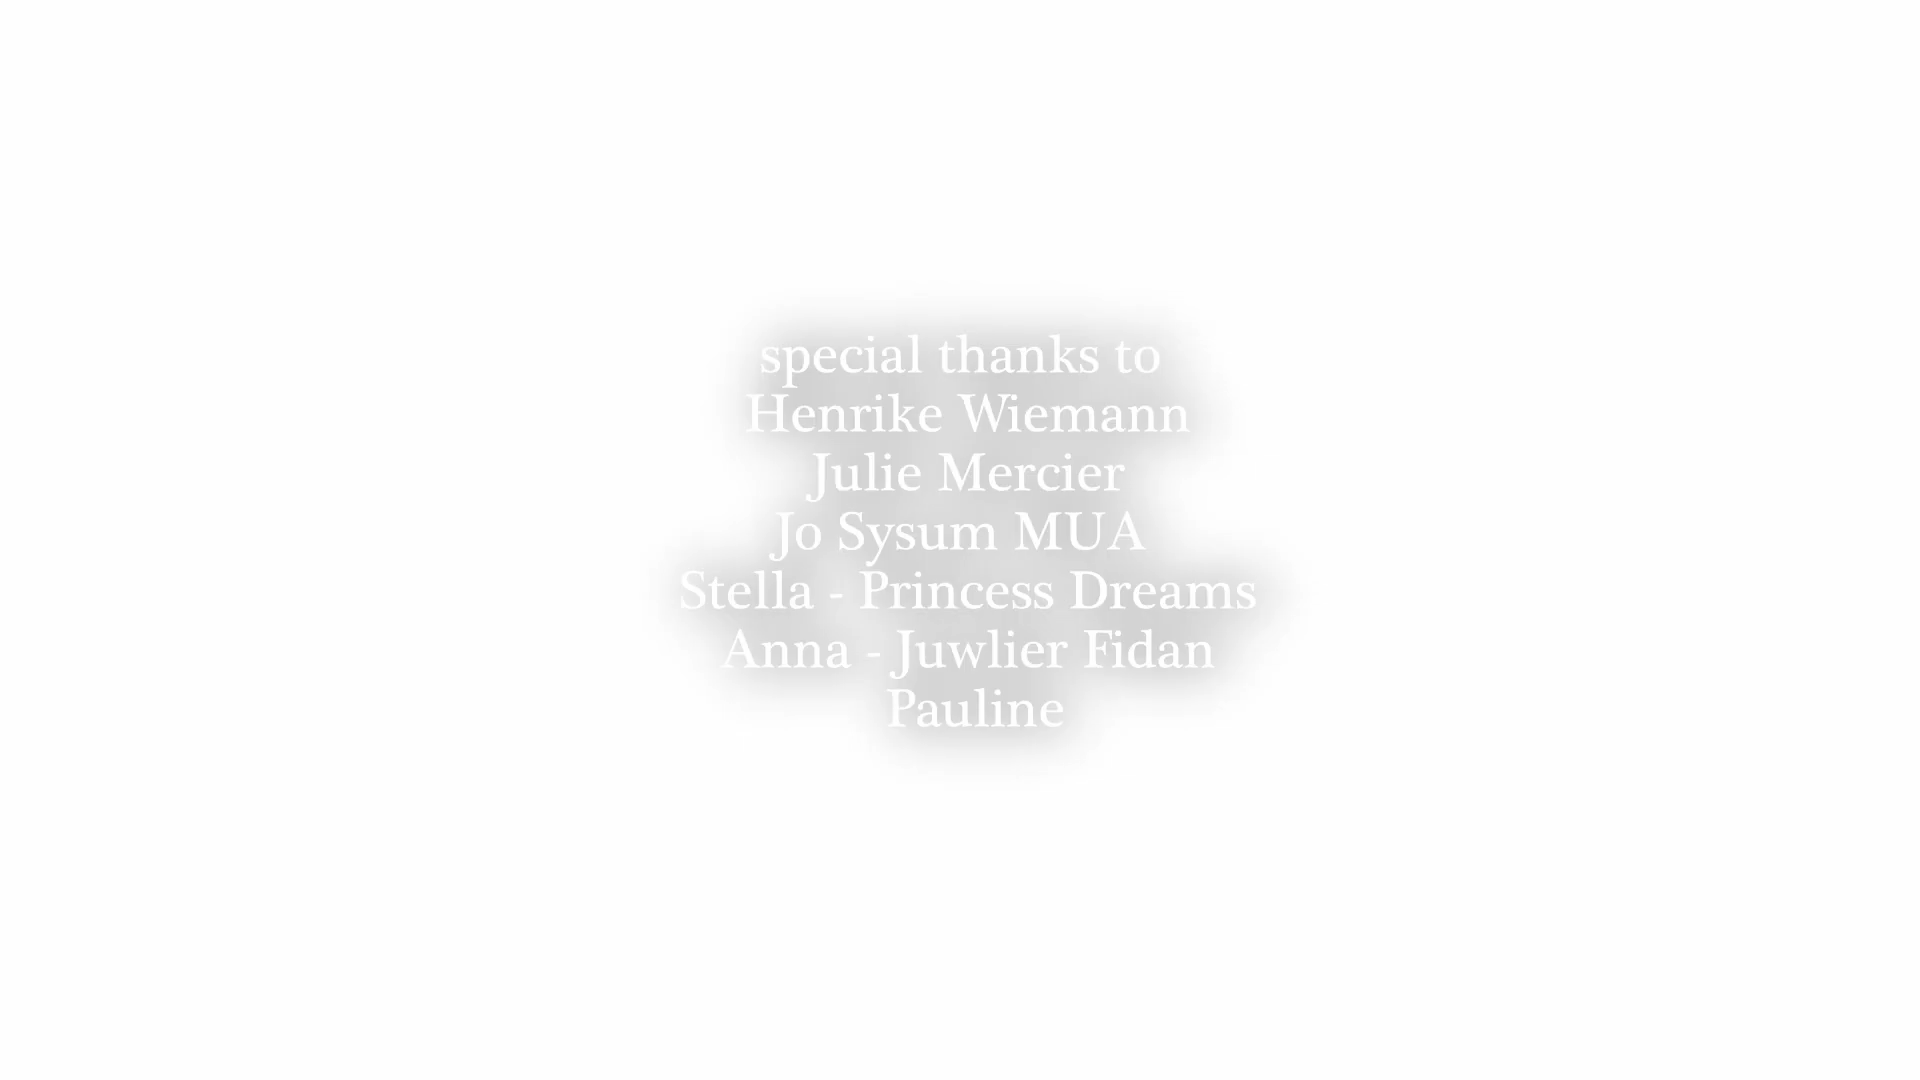 special thanks to
Henrike Wiemann
Julie Mercier
Jo Sysum MUA
Stella - Princess Dreams
Anna - Juwlier Fidan
Pauline